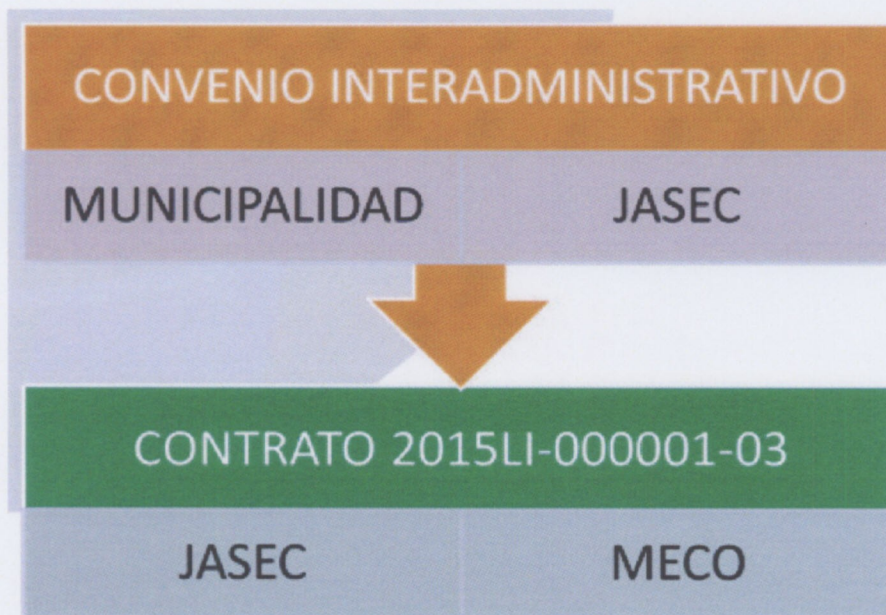 CONVENIO INTERADMINISTRATIVO
MUNICIPALIDAD JASEC
CONTRATO 2015LI-000001-03
JASEC MECO